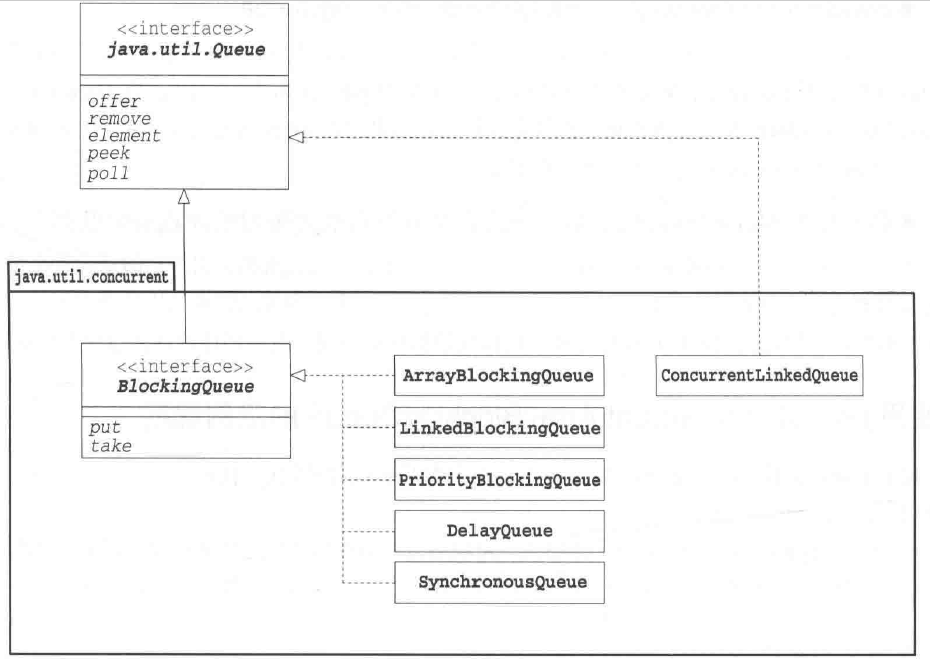 <<interface>>
java.util.Queue
offer
remove
element
peek
poll
java.util.concurrent
<<interface>>
BlockingQueue
put
take
ArrayBlockingQueue
LinkedBlockingQueue
PriorityBlockingQueue
DelayQueue
SynchronousQueue
ConcurrentLinkedQueue